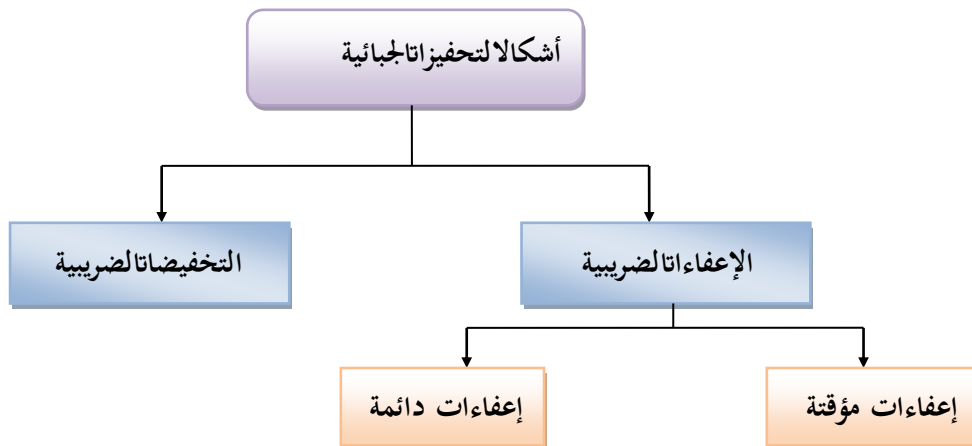 أشكالالتحفيزاتالجبائية
الإعفاءاتالضريبية
التخفيضاتالضريبية
إعفاءات مؤقتة
إعفاءات دائمة